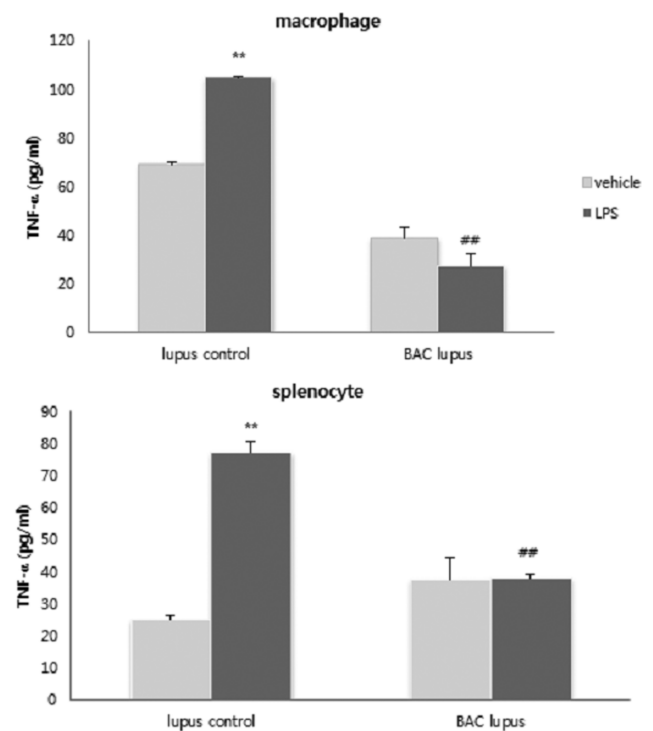 macrophage
120
100
80
60
40
20
0
TNF-α (pg/ml)
**
##
vehicle
LPS
lupus control BAC lupus
splenocyte
90
80
70
60
50
40
30
20
10
0
TNF-α (pg/ml)
**
##
lupus control BAC lupus